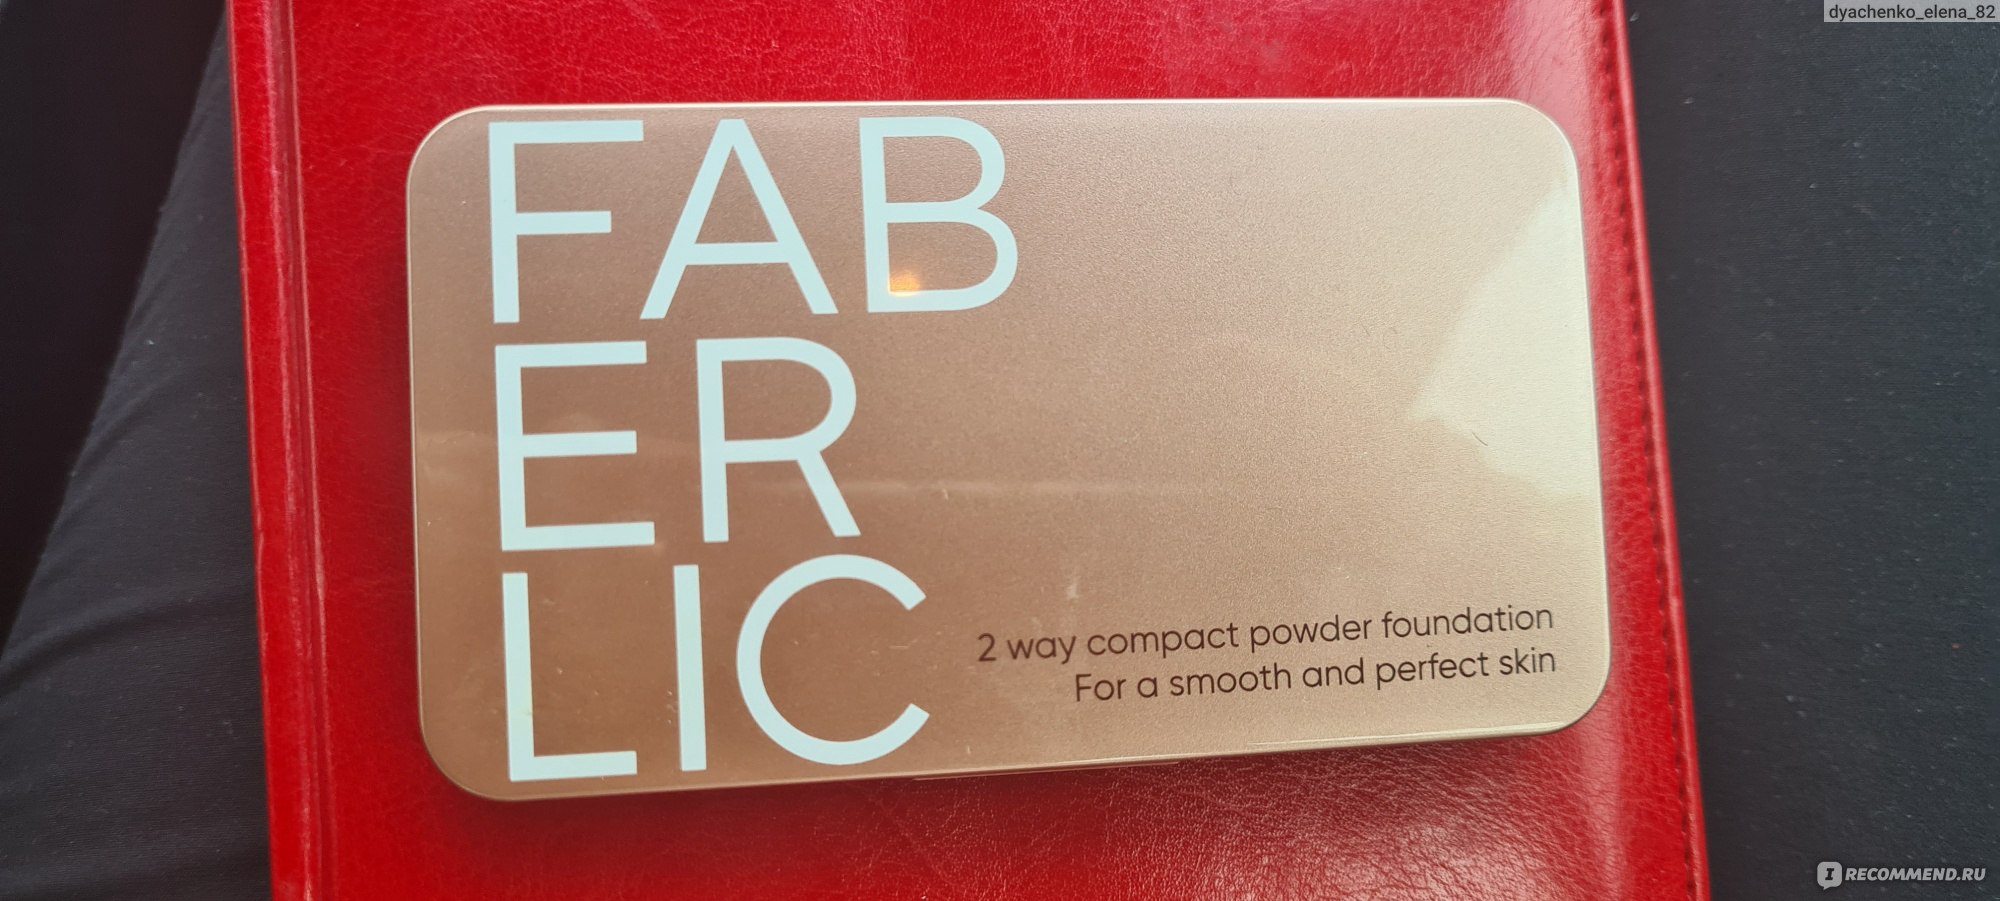 dyachenko_elena_82
FAB
ER
LIC
2 way compact powder foundation
For a smooth and perfect skin
I RECOMMEND.RU